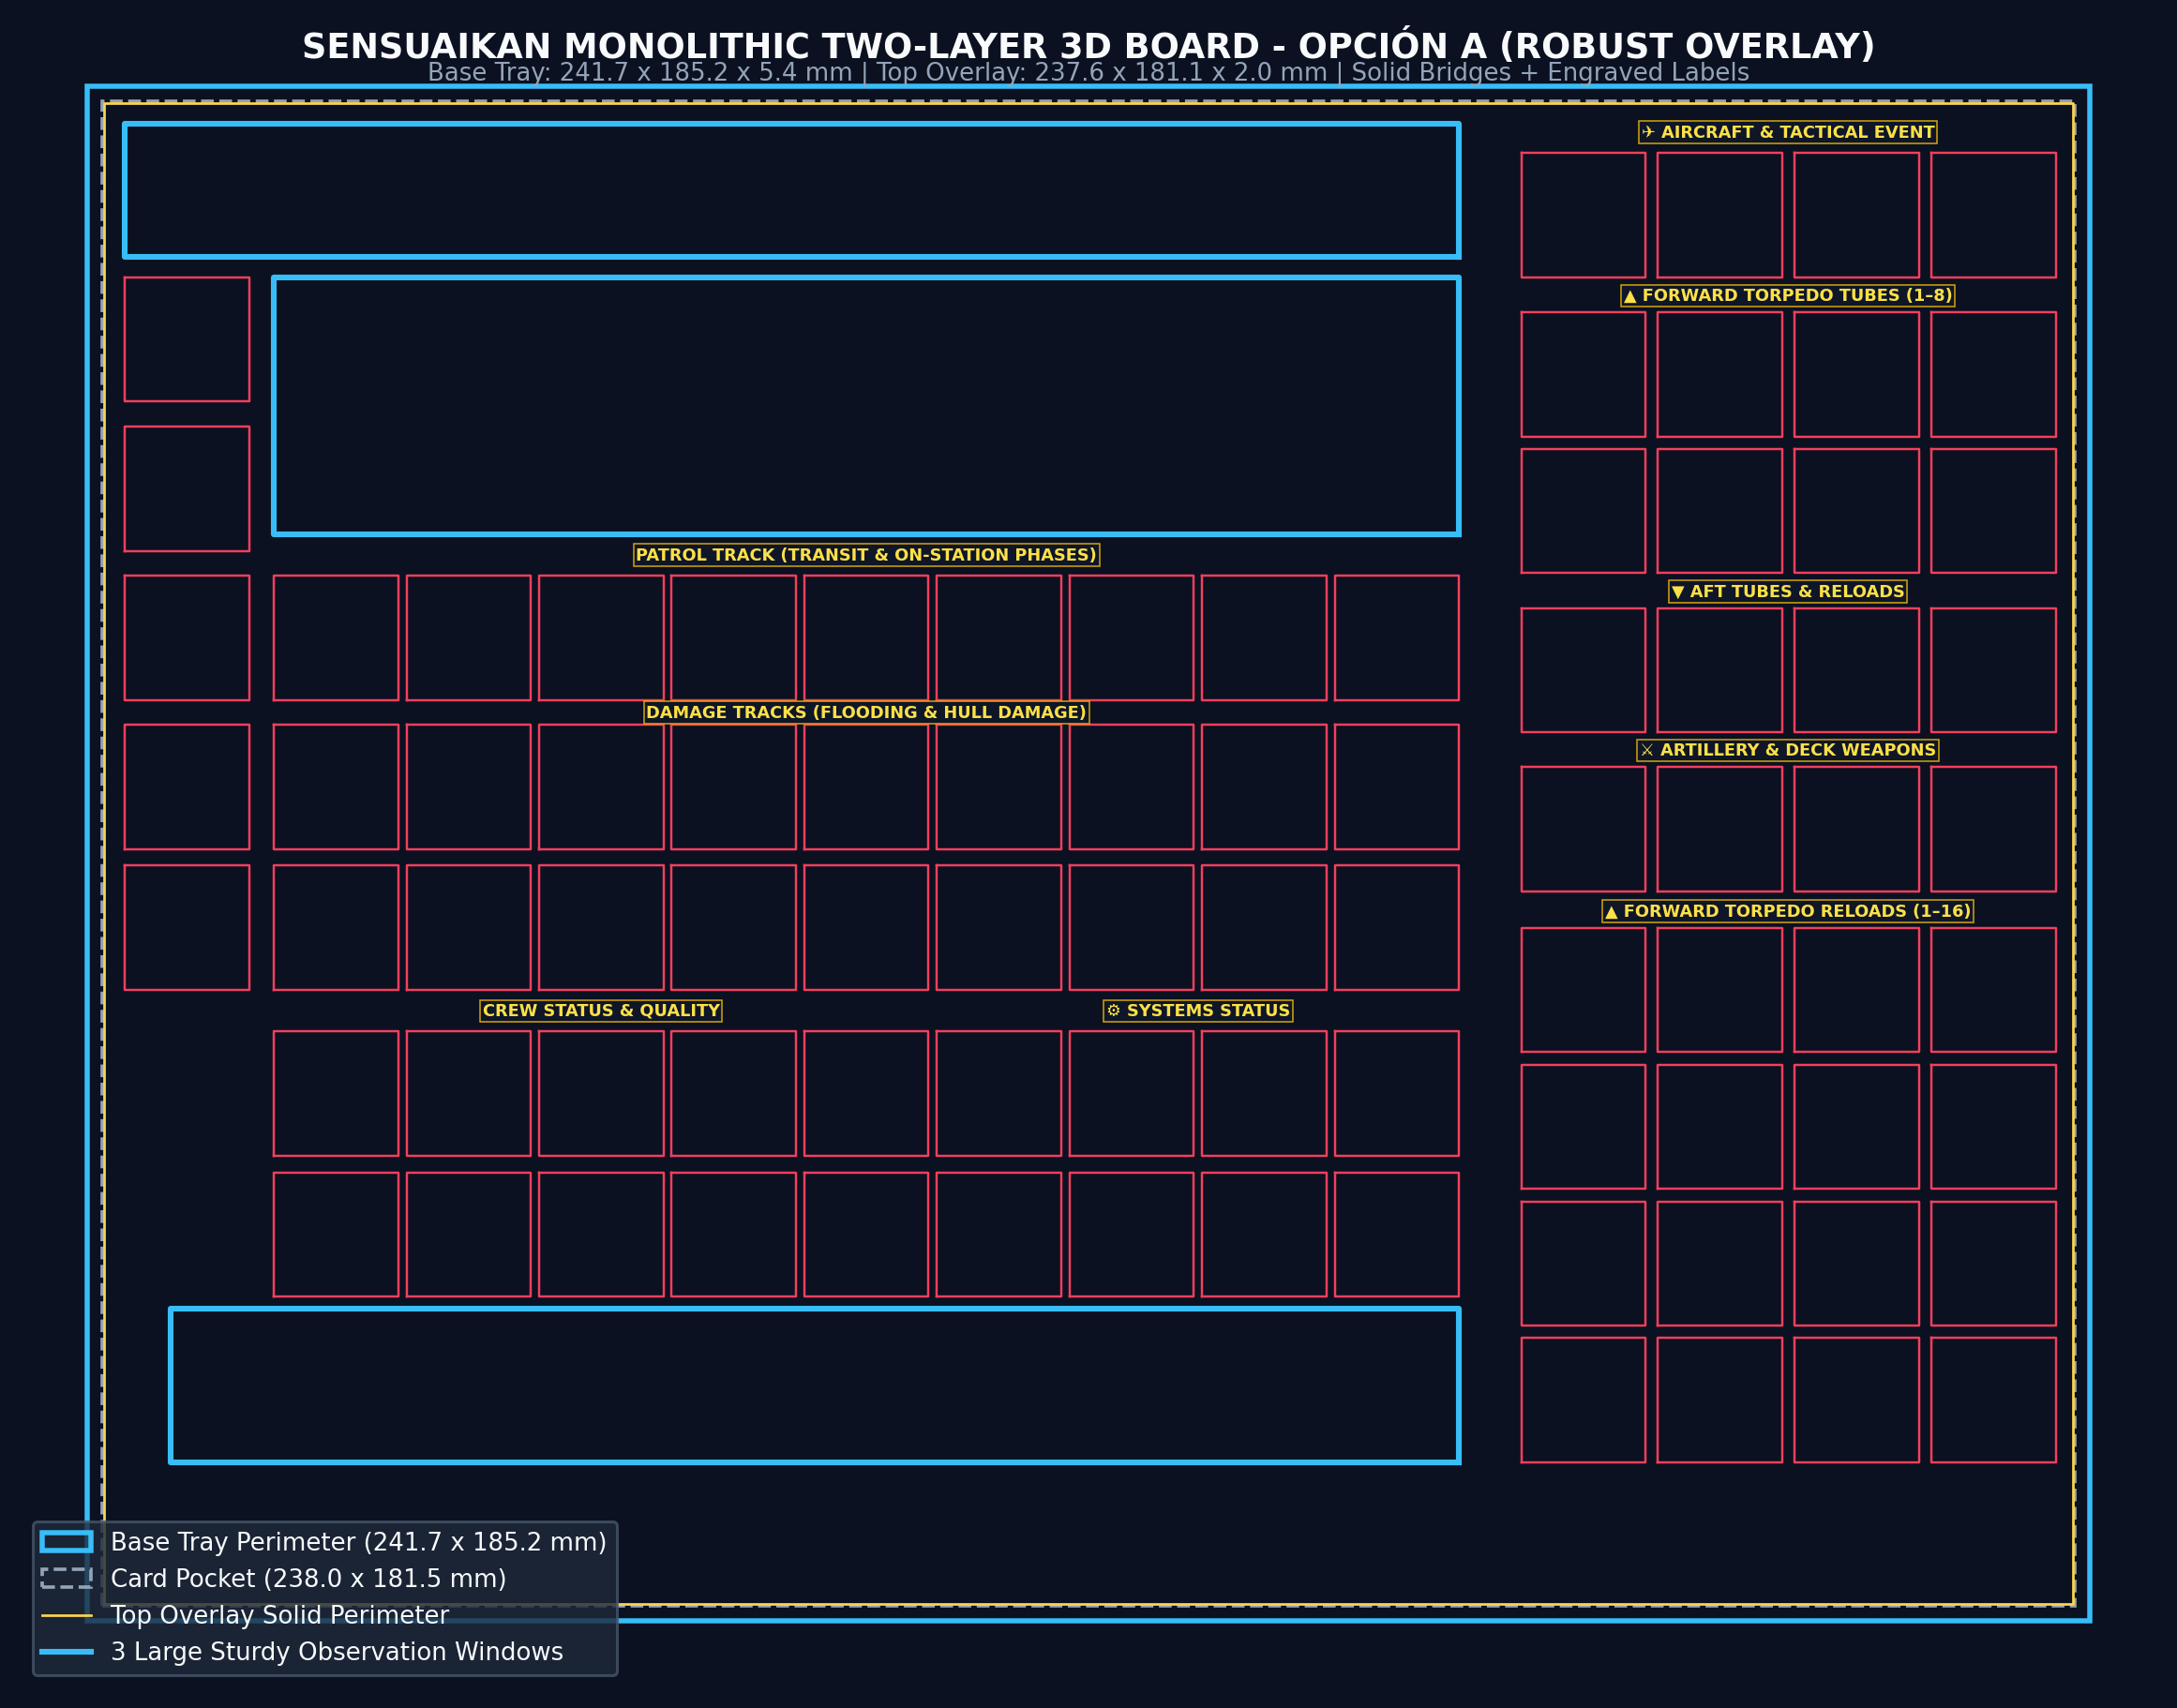 SENSUAIKAN MONOLITHIC TWO-LAYER 3D BOARD - OPCIÓN A (ROBUST OVERLAY)
Base Tray: 241.7 x 185.2 x 5.4 mm | Top Overlay: 237.6 x 181.1 x 2.0 mm | Solid Bridges + Engraved Labels
✈ AIRCRAFT & TACTICAL EVENT
▲ FORWARD TORPEDO TUBES (1–8)
PATROL TRACK (TRANSIT & ON-STATION PHASES)
▼ AFT TUBES & RELOADS
DAMAGE TRACKS (FLOODING & HULL DAMAGE)
⚔ ARTILLERY & DECK WEAPONS
▲ FORWARD TORPEDO RELOADS (1–16)
CREW STATUS & QUALITY
⚙ SYSTEMS STATUS
Base Tray Perimeter (241.7 x 185.2 mm)
Card Pocket (238.0 x 181.5 mm)
Top Overlay Solid Perimeter
3 Large Sturdy Observation Windows